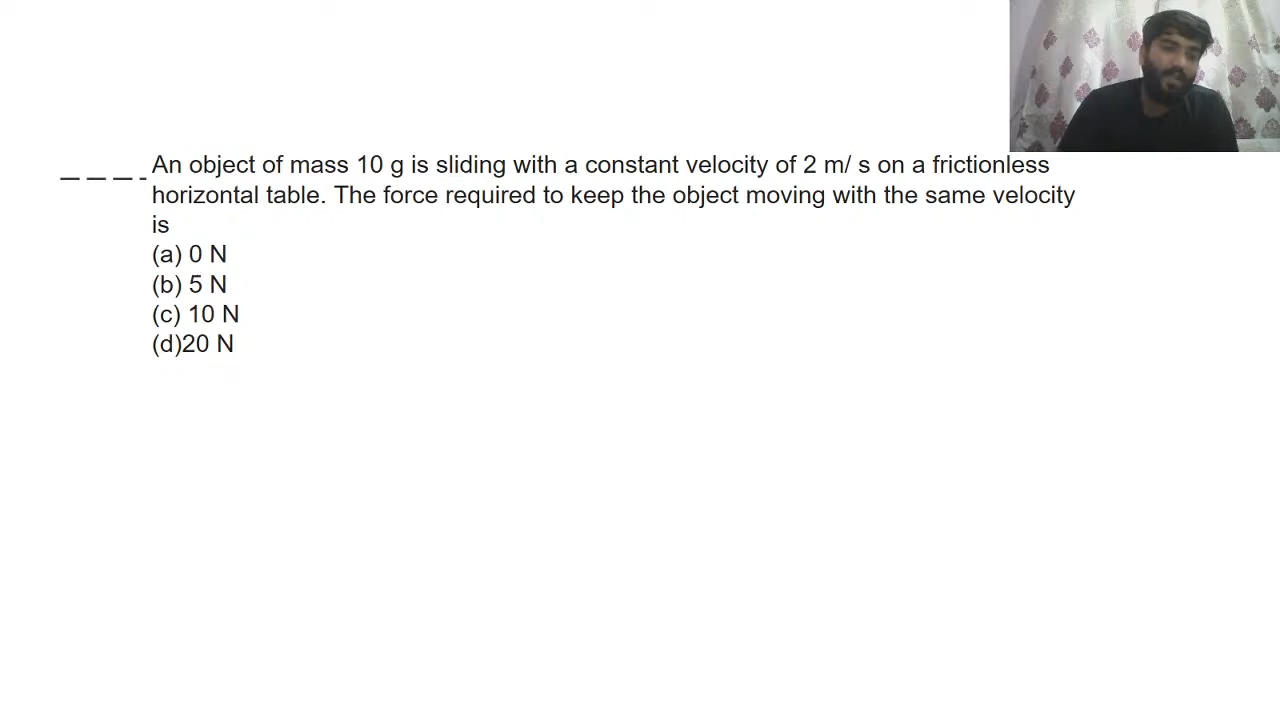 An object of mass 10 g is sliding with a constant velocity of 2 m/ s on a frictionless
horizontal table. The force required to keep the object moving with the same velocity
is
(a) 0 N
(b) 5 N
(c) 10 N
(d)20 N